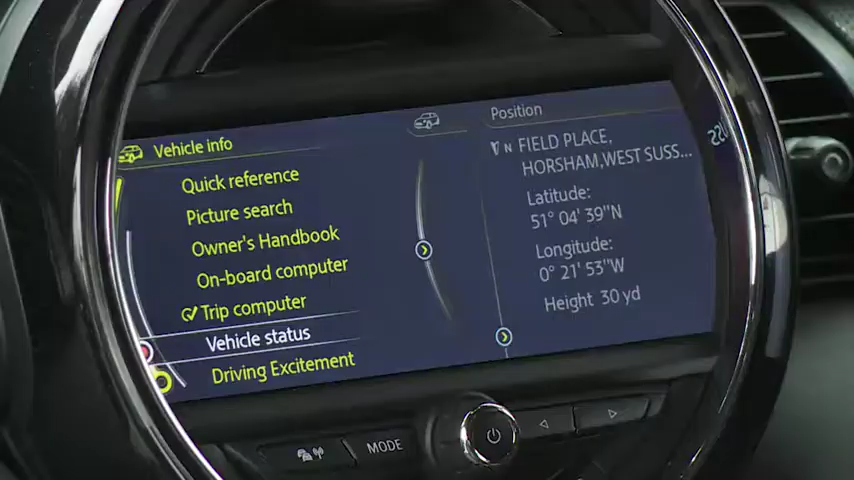 Vehicle info
Quick reference
Picture search
Owner's Handbook
On-board computer
Trip computer
Vehicle status
Driving Excitement
Position
N FIELD PLACE,
HORSHAM,WEST SUSS...
Latitude:
51° 04' 39"N
Longitude:
0° 21' 53"W
Height 30 yd
220
MODE